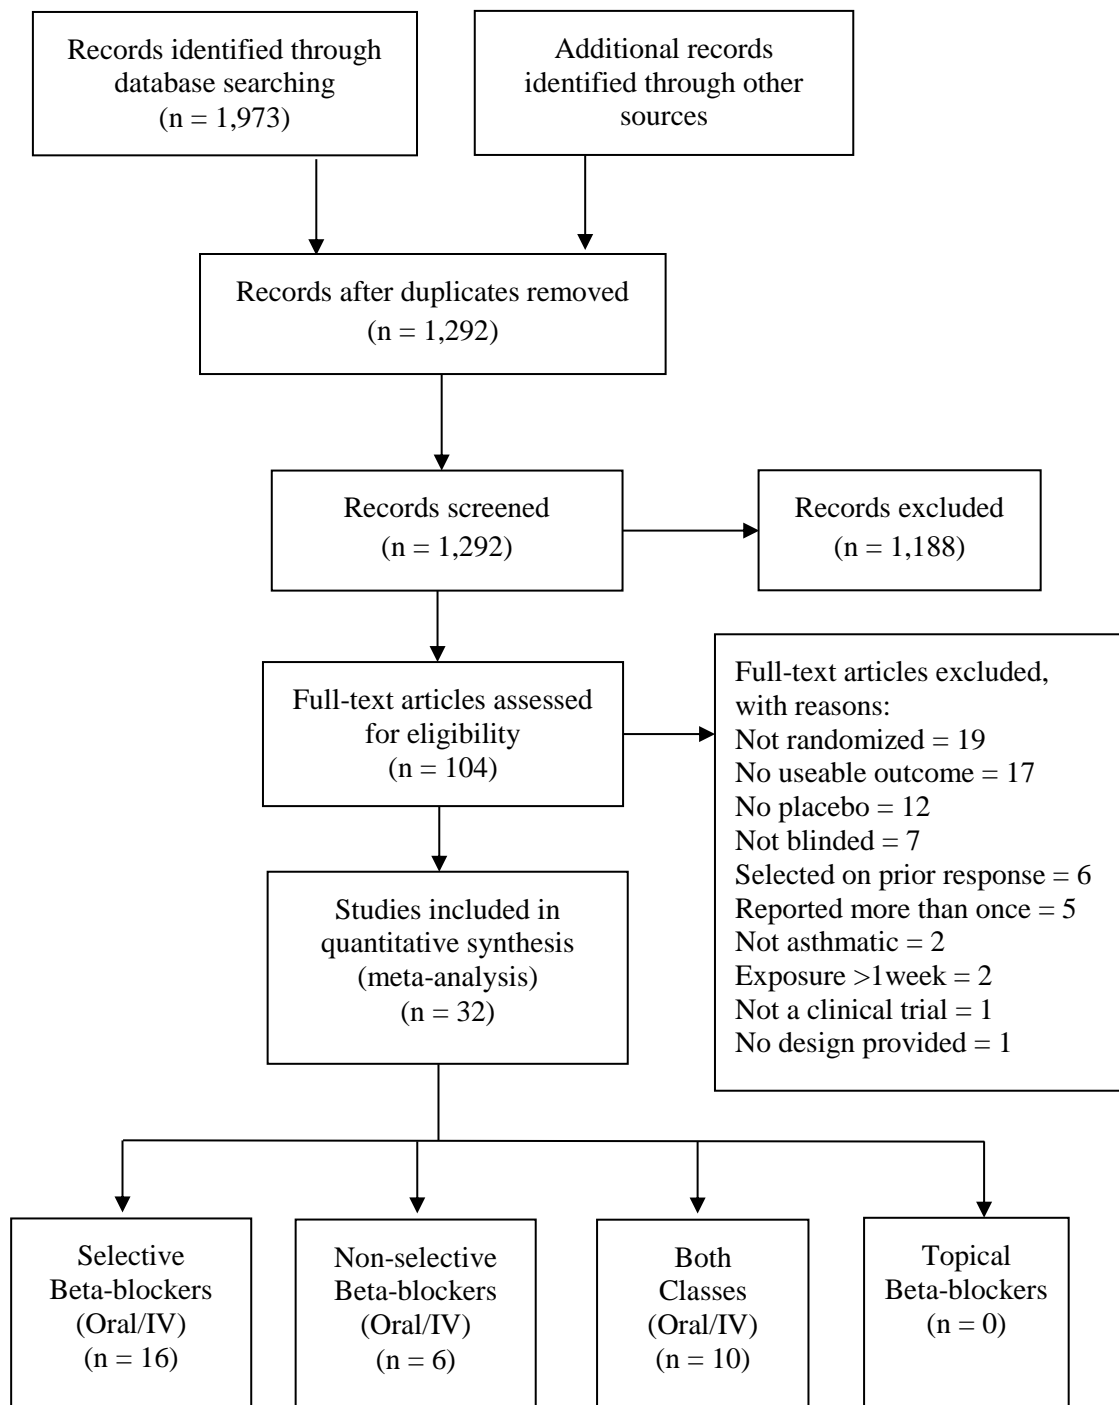 Records identified through
database searching
(n = 1,973)
Additional records
identified through other
sources
Records after duplicates removed
(n = 1,292)
Records screened
(n = 1,292)
Records excluded
(n = 1,188)
Full-text articles assessed
for eligibility
(n = 104)
Full-text articles excluded,
with reasons:
Not randomized = 19
No useable outcome = 17
No placebo = 12
Not blinded = 7
Selected on prior response = 6
Reported more than once = 5
Not asthmatic = 2
Exposure >1week = 2
Not a clinical trial = 1
No design provided = 1
Studies included in
quantitative synthesis
(meta-analysis)
(n = 32)
Selective
Beta-blockers
(Oral/IV)
(n = 16)
Non-selective
Beta-blockers
(Oral/IV)
(n = 6)
Both
Classes
(Oral/IV)
(n = 10)
Topical
Beta-blockers
(n = 0)